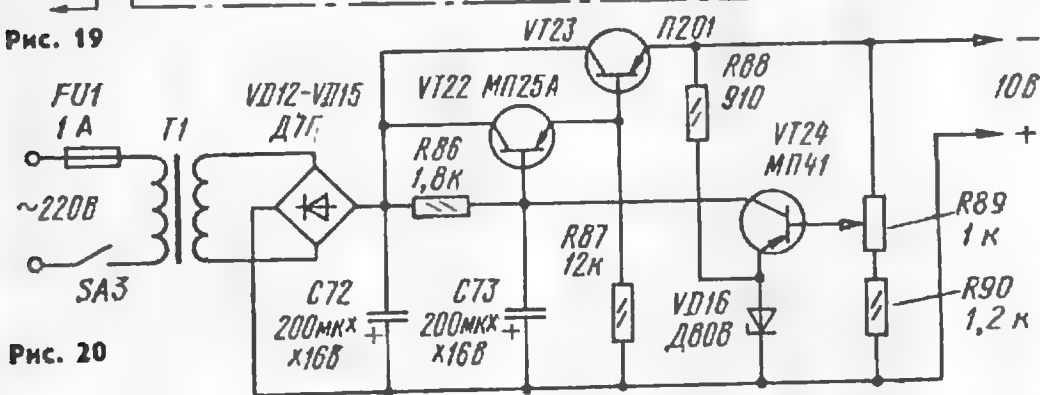 Рис. 19
FU1
1 А
~220В
SA3
T1
VD12-VD15
Д7Г
R86
1,8к
C72
200мк×
×16В
C73
200мк×
×16В
VT22 МП25А
VT23
П201
R87
12к
R88
910
VT24
МП41
VD16
Д808
R89
1 к
R90
1,2 к
−
10В
+
Рис. 20